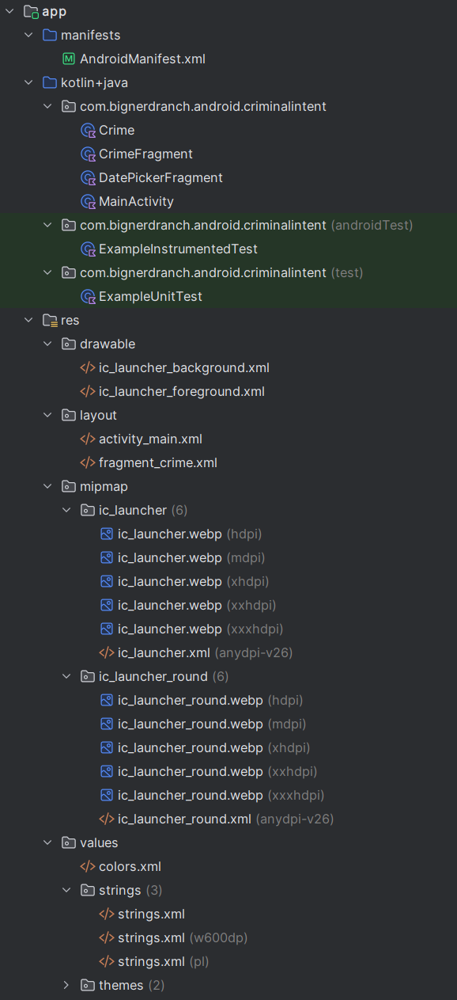 app
manifests
AndroidManifest.xml
kotlin+java
com.bignerdranch.android.criminalintent
Crime
CrimeFragment
DatePickerFragment
MainActivity
com.bignerdranch.android.criminalintent (androidTest)
ExampleInstrumentedTest
com.bignerdranch.android.criminalintent (test)
ExampleUnitTest
res
drawable
ic_launcher_background.xml
ic_launcher_foreground.xml
layout
activity_main.xml
fragment_crime.xml
mipmap
ic_launcher (6)
ic_launcher.webp (hdpi)
ic_launcher.webp (mdpi)
ic_launcher.webp (xhdpi)
ic_launcher.webp (xxhdpi)
ic_launcher.webp (xxxhdpi)
ic_launcher.xml (anydpi-v26)
ic_launcher_round (6)
ic_launcher_round.webp (hdpi)
ic_launcher_round.webp (mdpi)
ic_launcher_round.webp (xhdpi)
ic_launcher_round.webp (xxhdpi)
ic_launcher_round.webp (xxxhdpi)
ic_launcher_round.xml (anydpi-v26)
values
colors.xml
strings (3)
strings.xml
strings.xml (w600dp)
strings.xml (pl)
themes (2)